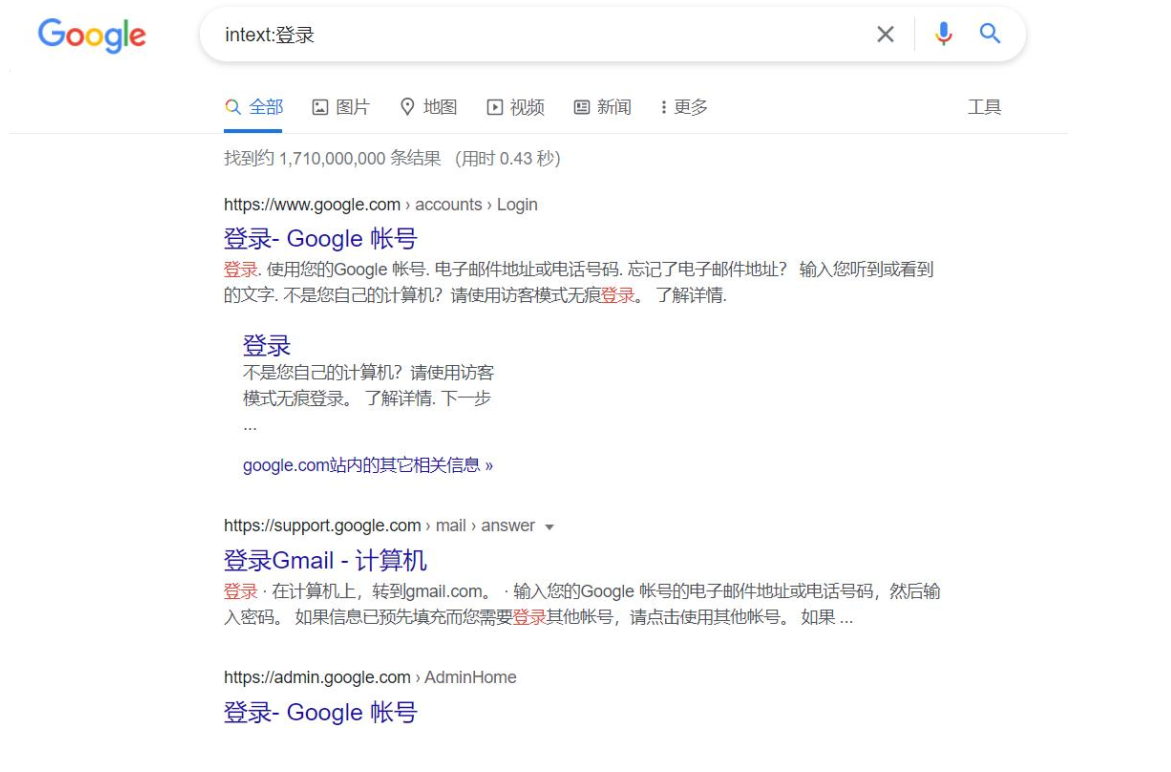 Google
intext:登录
全部 图片 地图 视频 新闻 更多 工具
找到约 1,710,000,000 条结果 （用时 0.43 秒）
https://www.google.com › accounts › Login
登录- Google 帐号
登录. 使用您的Google 帐号. 电子邮件地址或电话号码. 忘记了电子邮件地址？ 输入您听到或看到
的文字. 不是您自己的计算机？请使用访客模式无痕登录。 了解详情.
登录
不是您自己的计算机？请使用访客
模式无痕登录。 了解详情. 下一步
...
google.com站内的其它相关信息 »
https://support.google.com › mail › answer
登录Gmail - 计算机
登录 · 在计算机上，转到gmail.com。 · 输入您的Google 帐号的电子邮件地址或电话号码，然后输
入密码。 如果信息已预先填充而您需要登录其他帐号，请点击使用其他帐号。 如果 ...
https://admin.google.com › AdminHome
登录- Google 帐号